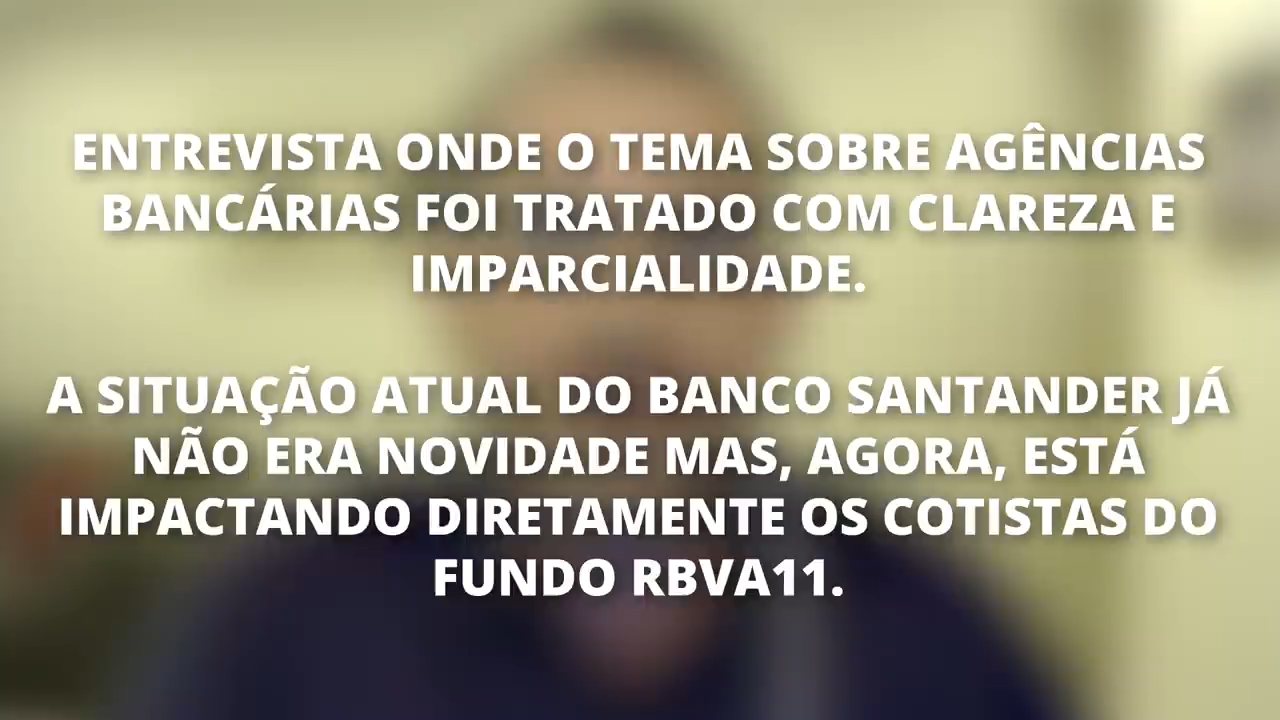 ENTREVISTA ONDE O TEMA SOBRE AGÊNCIAS
BANCÁRIAS FOI TRATADO COM CLAREZA E
IMPARCIALIDADE.
A SITUAÇÃO ATUAL DO BANCO SANTANDER JÁ
NÃO ERA NOVIDADE MAS, AGORA, ESTÁ
IMPACTANDO DIRETAMENTE OS COTISTAS DO
FUNDO RBVA11.